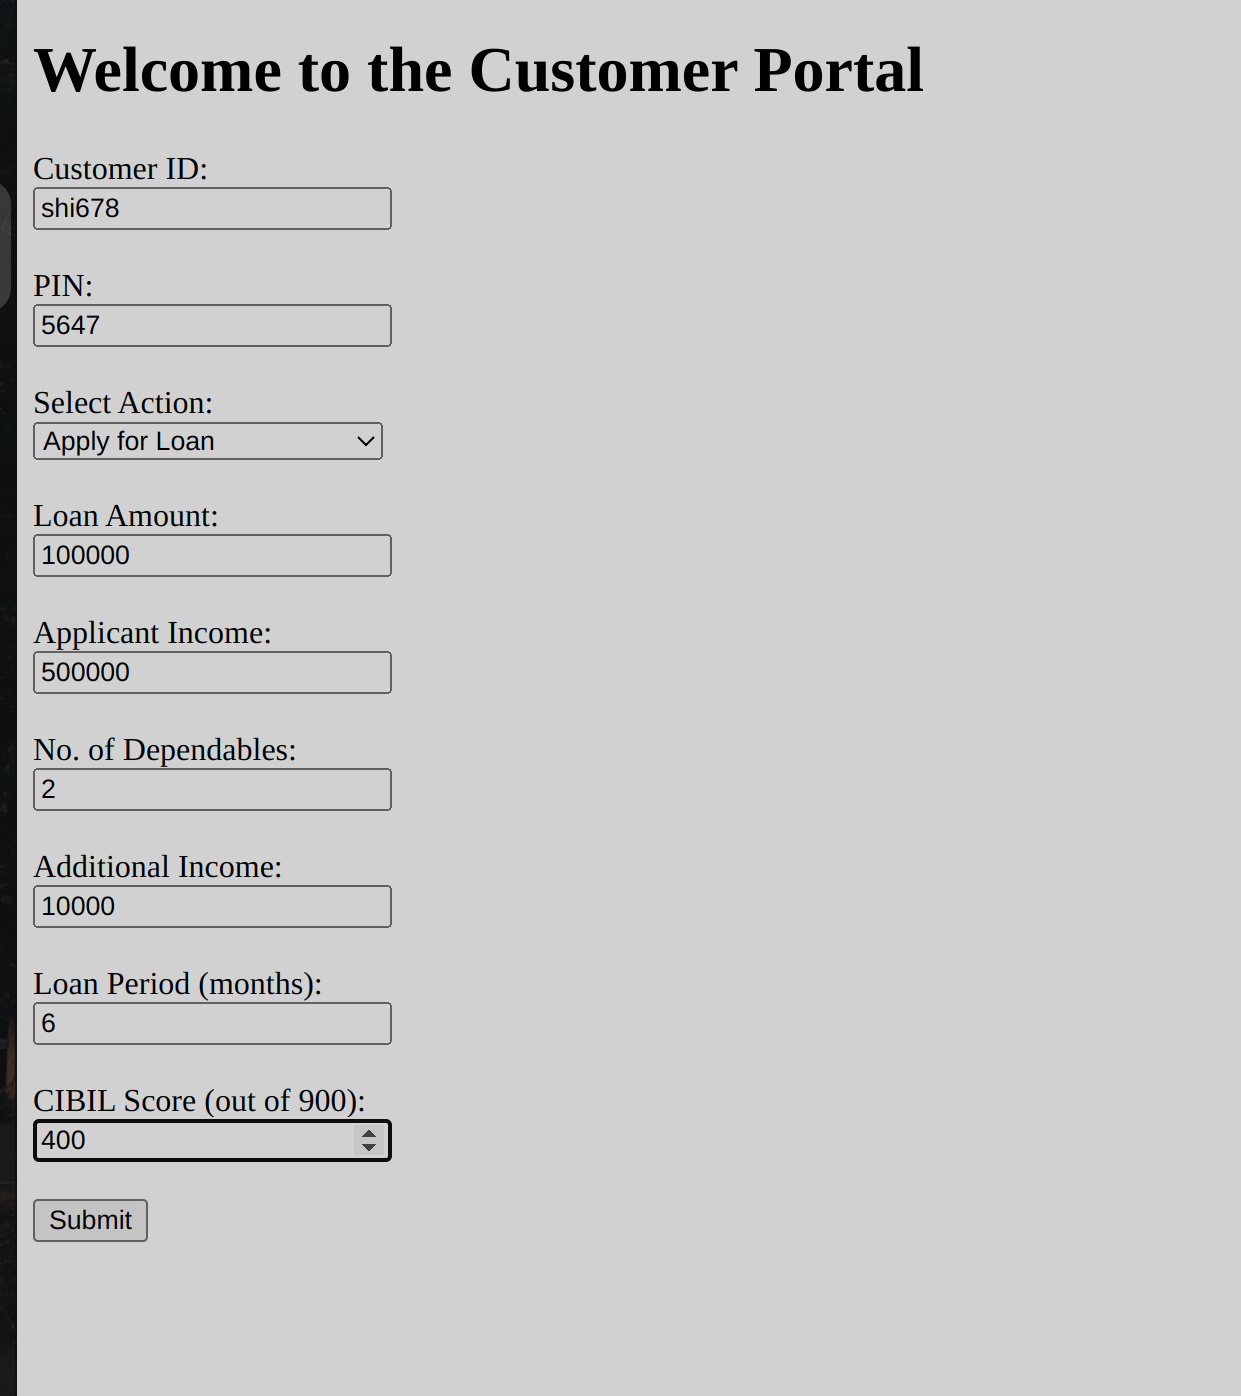 Welcome to the Customer Portal
Customer ID:
shi678
PIN:
5647
Select Action:
Apply for Loan
Loan Amount:
100000
Applicant Income:
500000
No. of Dependables:
2
Additional Income:
10000
Loan Period (months):
6
CIBIL Score (out of 900):
400
Submit